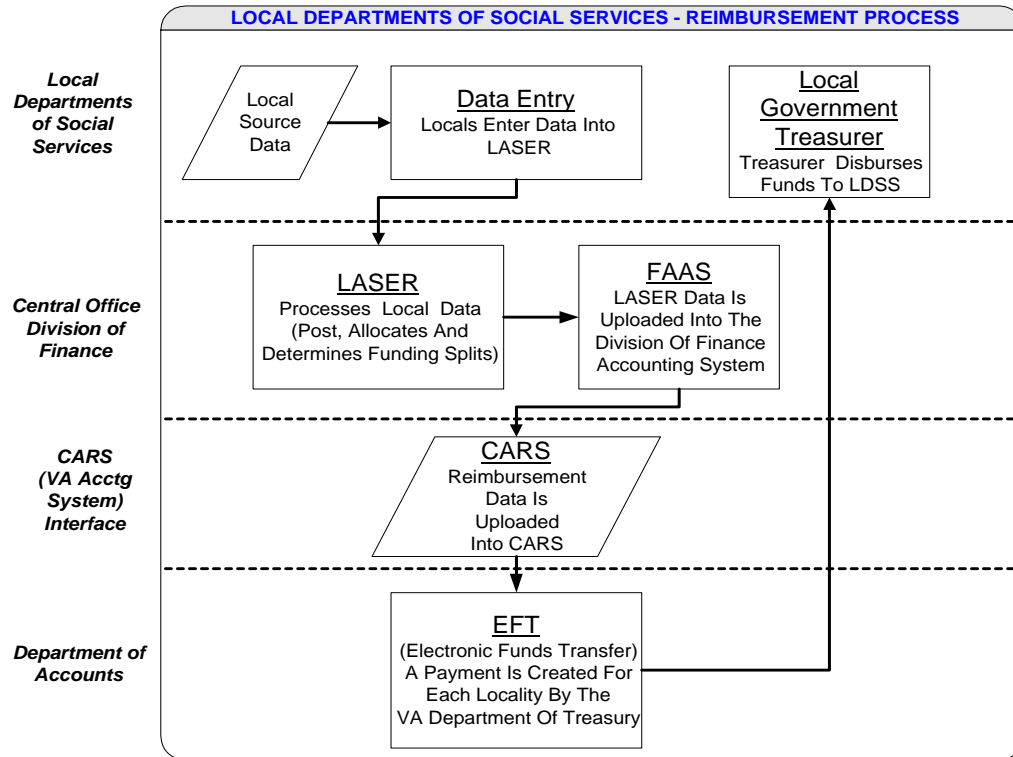 LOCAL DEPARTMENTS OF SOCIAL SERVICES - REIMBURSEMENT PROCESS
Local
Departments
of Social
Services
Local
Source
Data
Data Entry
Locals Enter Data Into
LASER
Local
Government
Treasurer
Treasurer Disburses
Funds To LDSS
Central Office
Division of
Finance
LASER
Processes Local Data
(Post, Allocates And
Determines Funding Splits)
FAAS
LASER Data Is
Uploaded Into The
Division Of Finance
Accounting System
CARS
(VA Acctg
System)
Interface
CARS
Reimbursement
Data Is
Uploaded
Into CARS
Department of
Accounts
EFT
(Electronic Funds Transfer)
A Payment Is Created For
Each Locality By The
VA Department Of Treasury